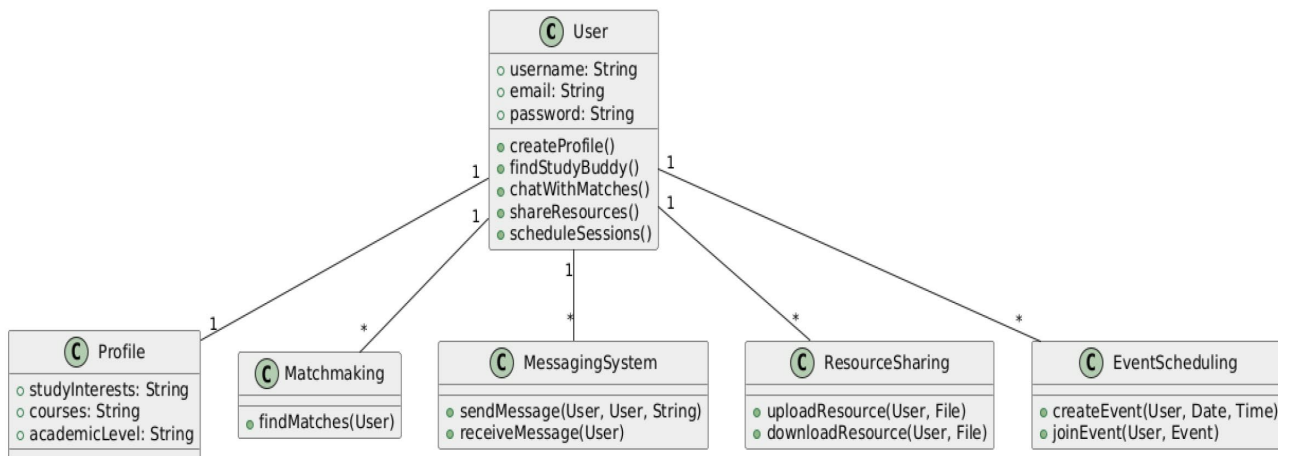 C User
username: String
email: String
password: String
createProfile()
findStudyBuddy()
chatWithMatches()
shareResources()
scheduleSessions()
1
1
1
1
1
1
*
*
*
*
C Profile
studyInterests: String
courses: String
academicLevel: String
C Matchmaking
findMatches(User)
C MessagingSystem
sendMessage(User, User, String)
receiveMessage(User)
C ResourceSharing
uploadResource(User, File)
downloadResource(User, File)
C EventScheduling
createEvent(User, Date, Time)
joinEvent(User, Event)